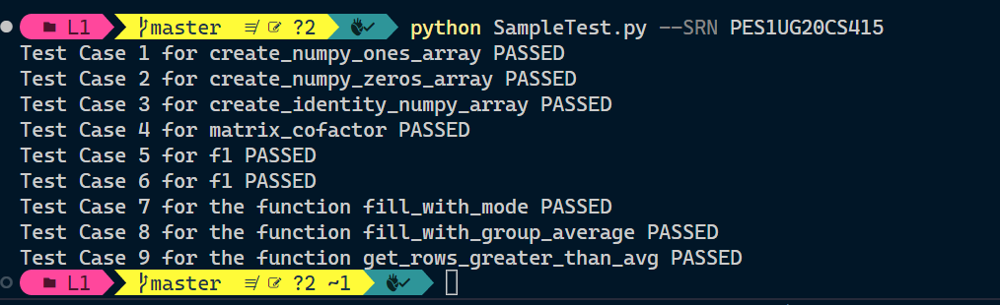 L1 master ≢ ?2 python SampleTest.py --SRN PES1UG20CS415
Test Case 1 for create_numpy_ones_array PASSED
Test Case 2 for create_numpy_zeros_array PASSED
Test Case 3 for create_identity_numpy_array PASSED
Test Case 4 for matrix_cofactor PASSED
Test Case 5 for f1 PASSED
Test Case 6 for f1 PASSED
Test Case 7 for the function fill_with_mode PASSED
Test Case 8 for the function fill_with_group_average PASSED
Test Case 9 for the function get_rows_greater_than_avg PASSED
L1 master ≢ ?2 ~1